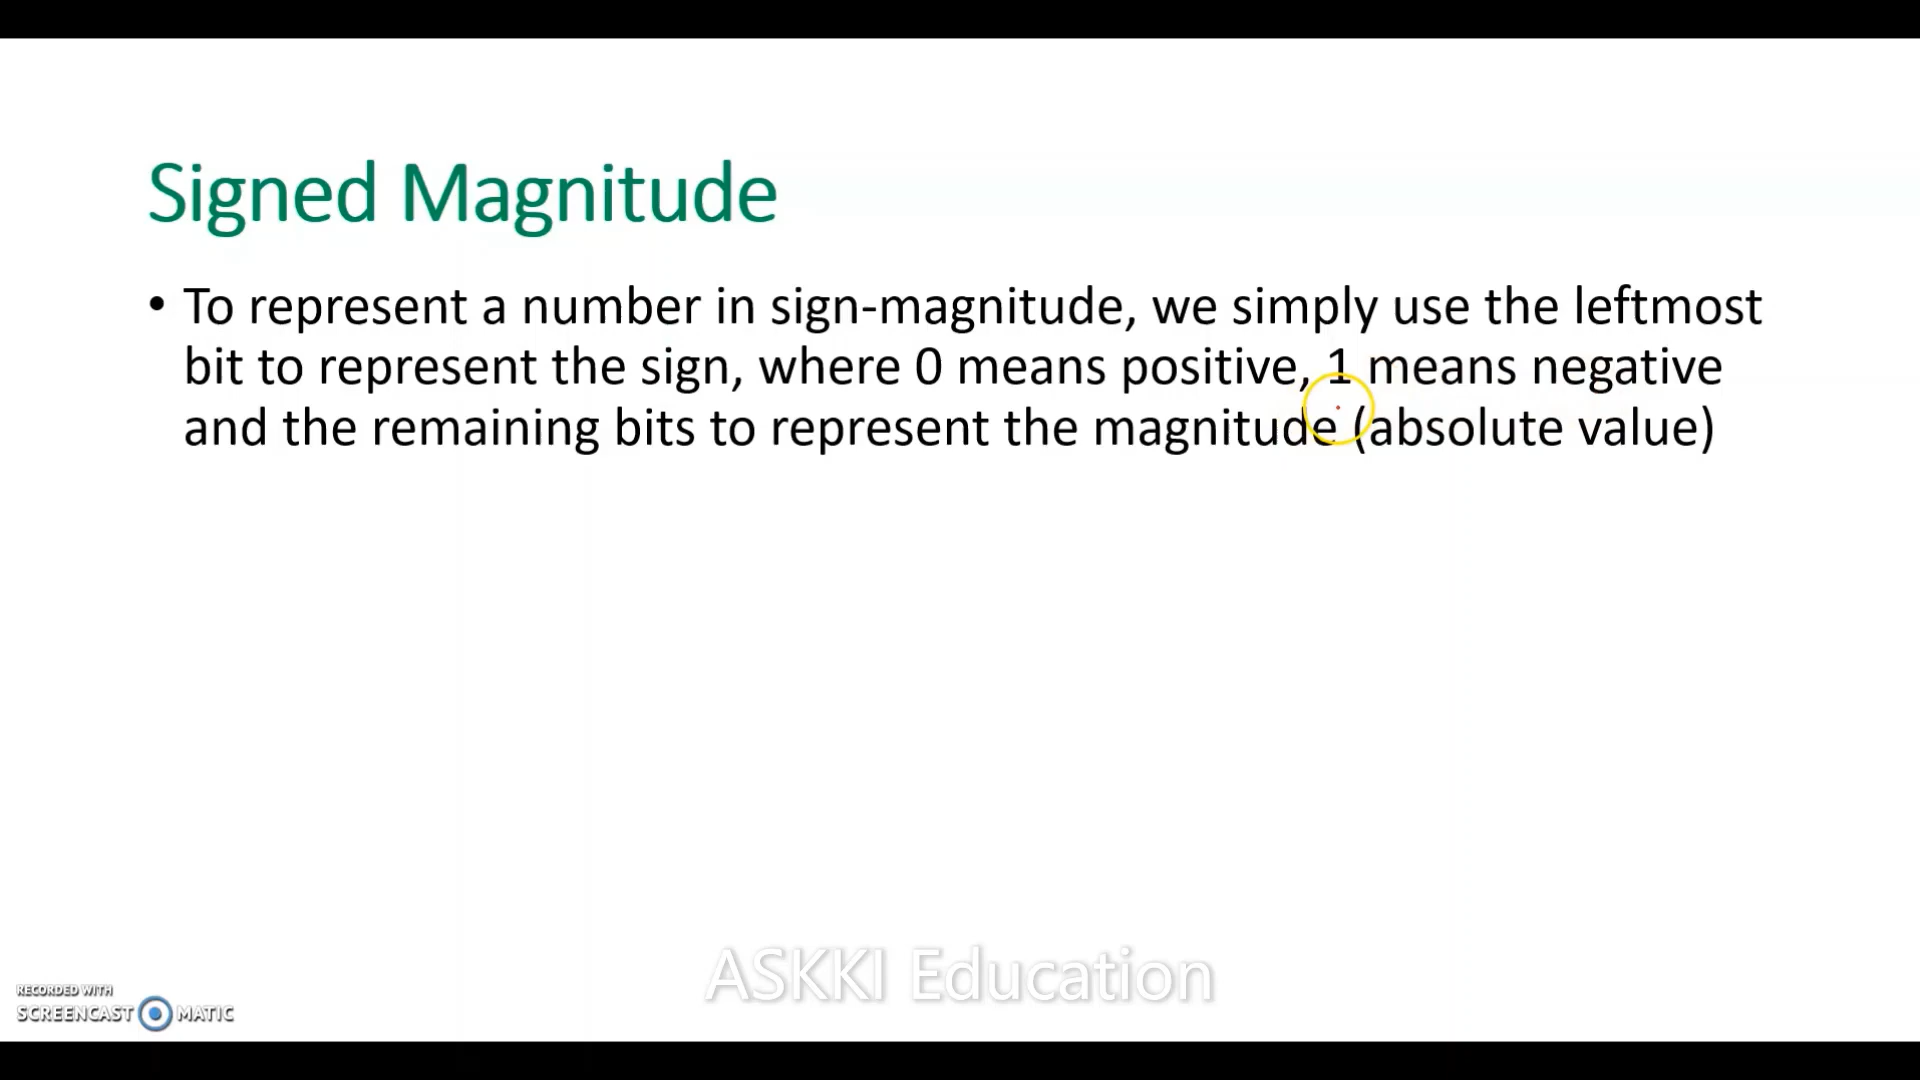 Signed Magnitude
• To represent a number in sign-magnitude, we simply use the leftmost
bit to represent the sign, where 0 means positive, 1 means negative
and the remaining bits to represent the magnitude (absolute value)
ASKKI Education
RECORDED WITH
SCREENCAST MATIC